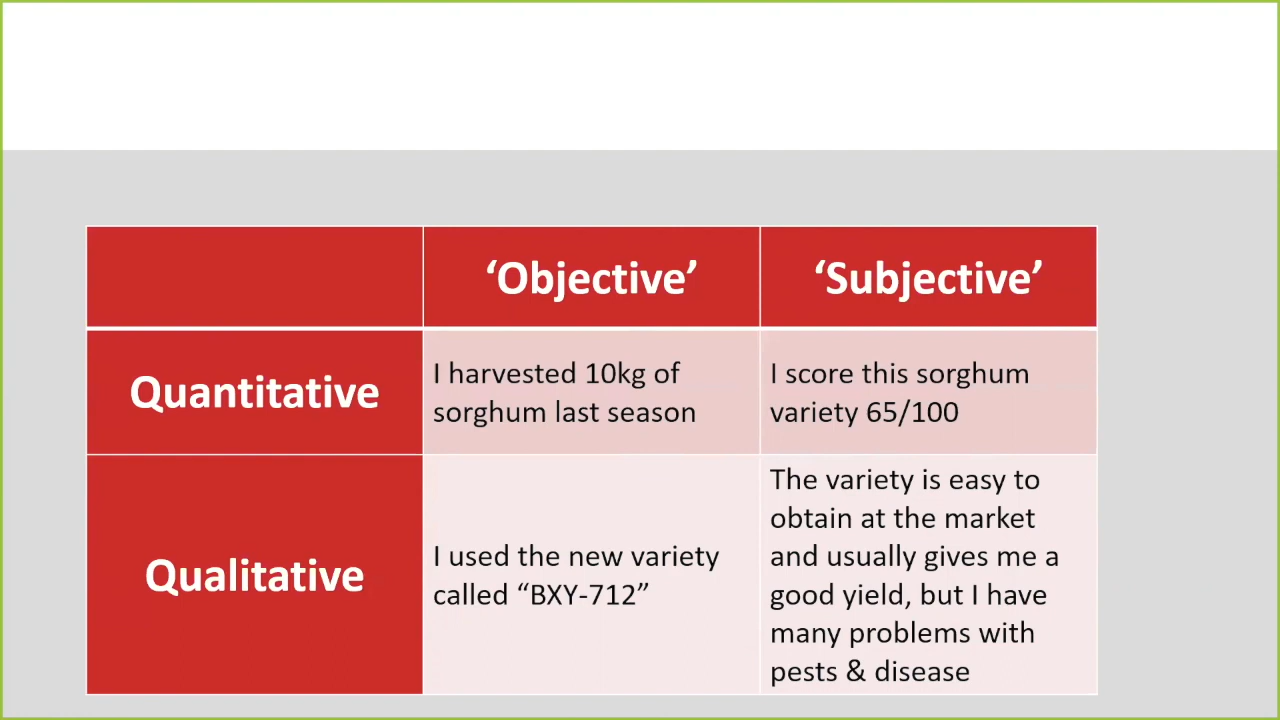 ‘Objective’
‘Subjective’
Quantitative
I harvested 10kg of
sorghum last season
I score this sorghum
variety 65/100
Qualitative
I used the new variety
called “BXY-712”
The variety is easy to
obtain at the market
and usually gives me a
good yield, but I have
many problems with
pests & disease